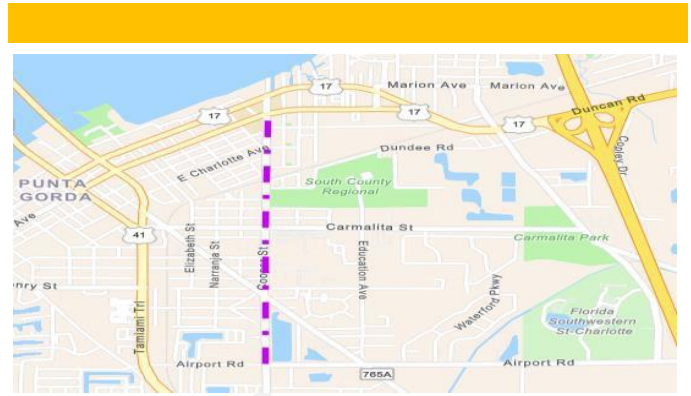 17
Marion Ave
Marion Ave
17
17
17
Duncan Rd
E Charlotte Ave
Dundee Rd
Copley Dr
PUNTA
GORDA
South County
Regional
Ave
41
Elizabeth St
Narranja St
Cooper St
Carmalita St
Education Ave
Carmalita Park
nry St
Tamiami Trl
Waterford Pkwy
Florida
Southwestern
St-Charlotte
Airport Rd
765A
Airport Rd